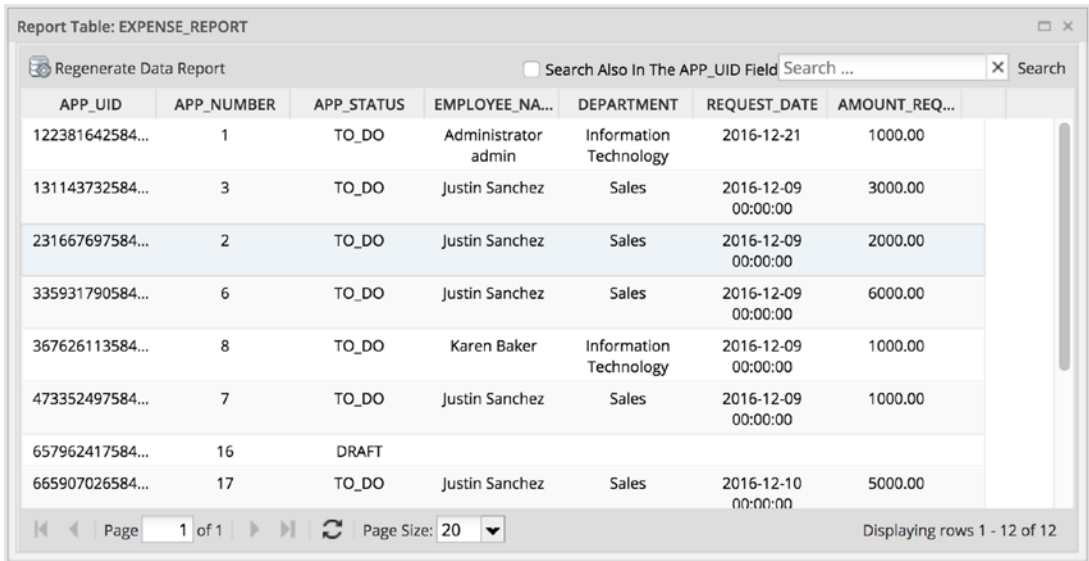 Report Table: EXPENSE_REPORT
Regenerate Data Report Search Also In The APP_UID Field Search ... Search
APP_UID APP_NUMBER APP_STATUS EMPLOYEE_NA... DEPARTMENT REQUEST_DATE AMOUNT_REQ...
122381642584... 1 TO_DO Administrator Information 2016-12-21 1000.00
admin Technology
131143732584... 3 TO_DO Justin Sanchez Sales 2016-12-09 3000.00
00:00:00
231667697584... 2 TO_DO Justin Sanchez Sales 2016-12-09 2000.00
00:00:00
335931790584... 6 TO_DO Justin Sanchez Sales 2016-12-09 6000.00
00:00:00
367626113584... 8 TO_DO Karen Baker Information 2016-12-09 1000.00
Technology 00:00:00
473352497584... 7 TO_DO Justin Sanchez Sales 2016-12-09 1000.00
00:00:00
657962417584... 16 DRAFT
665907026584... 17 TO_DO Justin Sanchez Sales 2016-12-10 5000.00
00:00:00
Page 1 of 1 Page Size: 20 Displaying rows 1 - 12 of 12